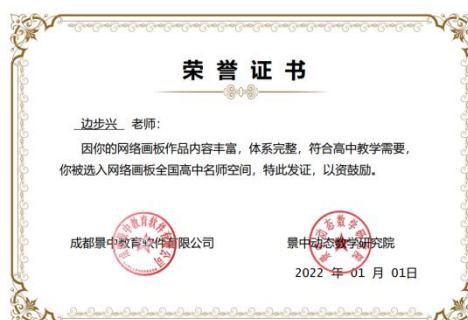 荣誉证书
边步兴 老师：
因你的网络画板作品内容丰富，体系完整，符合高中教学需要，
你被选入网络画板全国高中名师空间，特此发证，以资鼓励。
成都景中教育软件有限公司 景中动态数学研究院
2022 年 01 月 01日